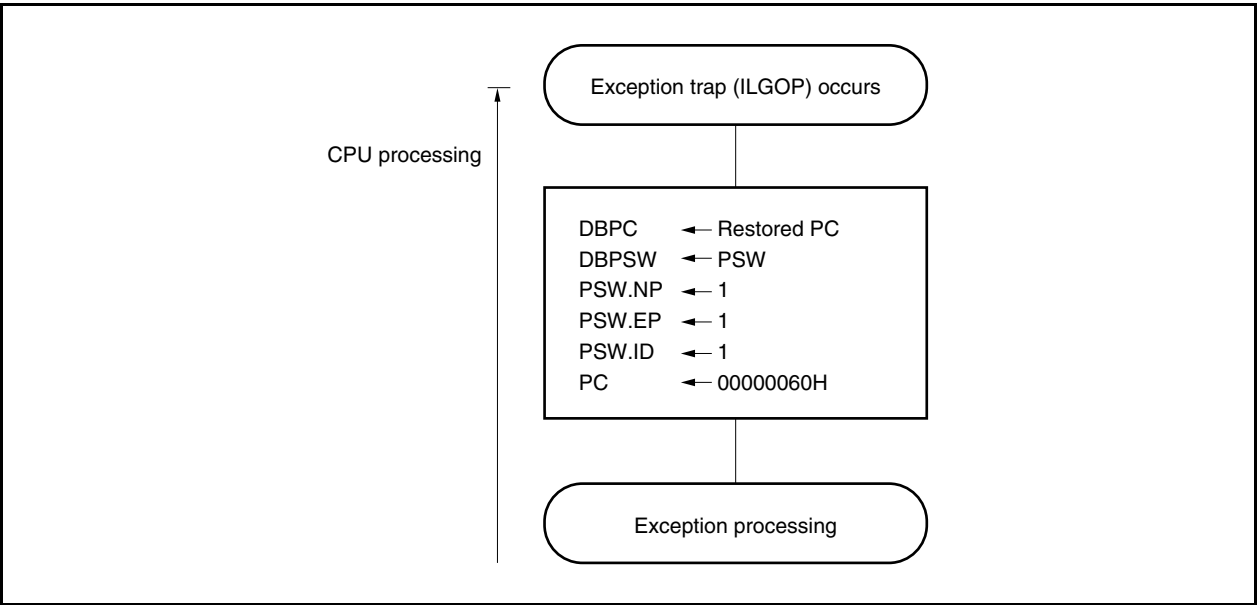 Exception trap (ILGOP) occurs
CPU processing
DBPC ← Restored PC
DBPSW ← PSW
PSW.NP ← 1
PSW.EP ← 1
PSW.ID ← 1
PC ← 00000060H
Exception processing